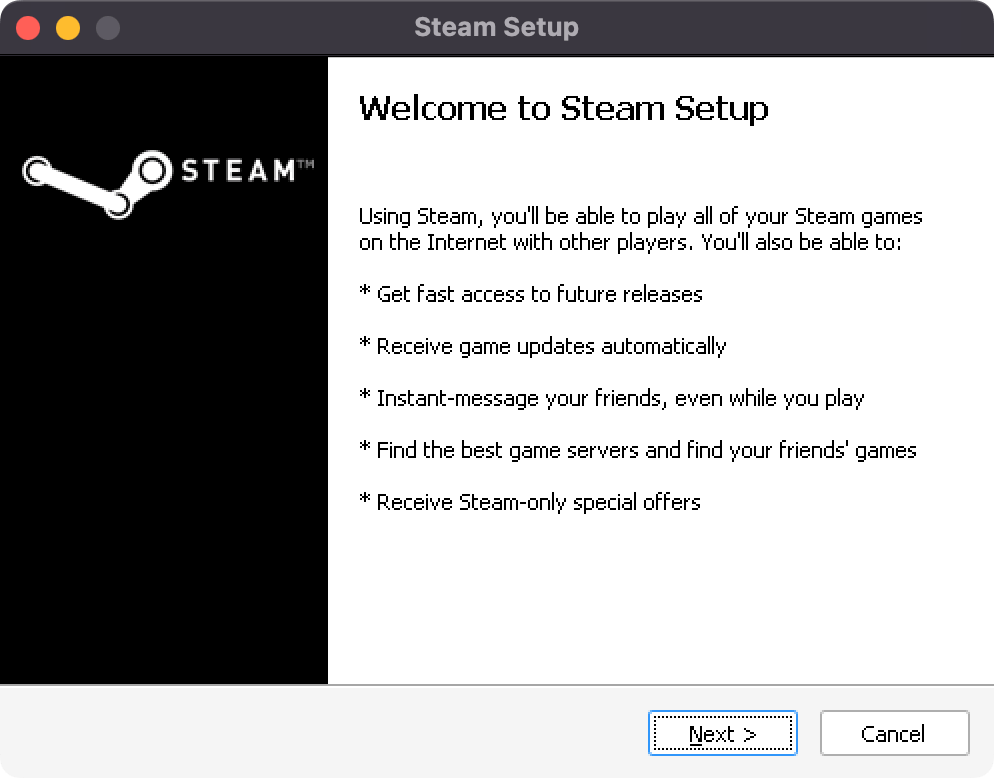 Steam Setup
STEAM™
Welcome to Steam Setup
Using Steam, you'll be able to play all of your Steam games
on the Internet with other players. You'll also be able to:
* Get fast access to future releases
* Receive game updates automatically
* Instant-message your friends, even while you play
* Find the best game servers and find your friends' games
* Receive Steam-only special offers
Next >
Cancel